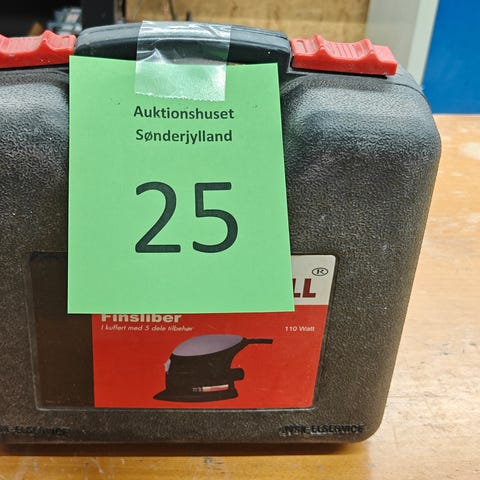 Auktionshuset
Sønderjylland
25
LL®
Finsliber
I kuffert med 5 dele tilbehør
110 Watt